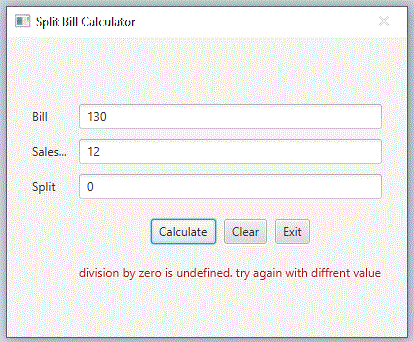 Split Bill Calculator
Bill 130
Sales... 12
Split 0
Calculate Clear Exit
division by zero is undefined. try again with diffrent value